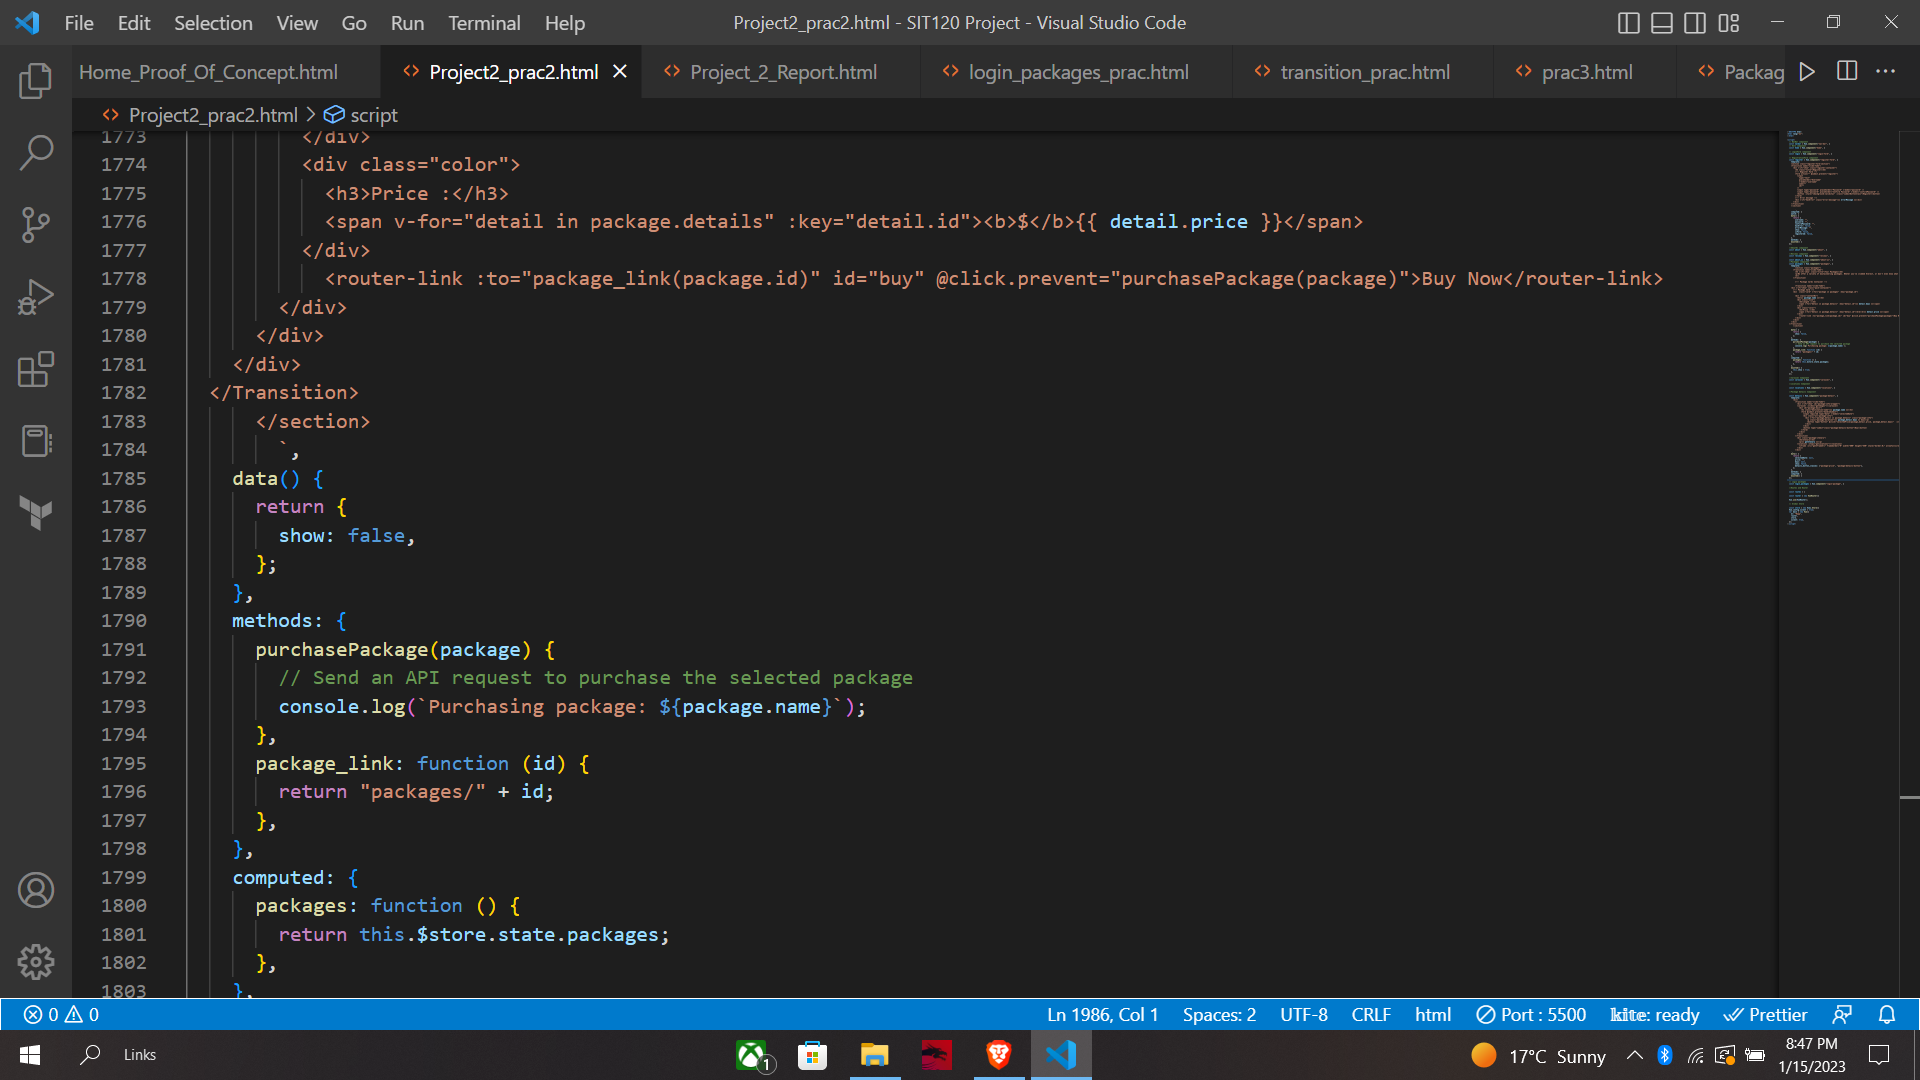 File Edit Selection View Go Run Terminal Help
Project2_prac2.html - SIT120 Project - Visual Studio Code
Home_Proof_Of_Concept.html
Project2_prac2.html
Project_2_Report.html
login_packages_prac.html
transition_prac.html
prac3.html
Packag
Project2_prac2.html > script
1773 </div>
1774 <div class="color">
1775 <h3>Price :</h3>
1776 <span v-for="detail in package.details" :key="detail.id"><b>$</b>{{ detail.price }}</span>
1777 </div>
1778 <router-link :to="package_link(package.id)" id="buy" @click.prevent="purchasePackage(package)">Buy Now</router-link>
1779 </div>
1780 </div>
1781 </div>
1782 </Transition>
1783 </section>
1784 `,
1785 data() {
1786 return {
1787 show: false,
1788 };
1789 },
1790 methods: {
1791 purchasePackage(package) {
1792 // Send an API request to purchase the selected package
1793 console.log(`Purchasing package: ${package.name}`);
1794 },
1795 package_link: function (id) {
1796 return "packages/" + id;
1797 },
1798 },
1799 computed: {
1800 packages: function () {
1801 return this.$store.state.packages;
1802 },
1803 },
0 0 Ln 1986, Col 1 Spaces: 2 UTF-8 CRLF html Port : 5500 kite: ready Prettier
Links
1
17°C Sunny
8:47 PM
1/15/2023